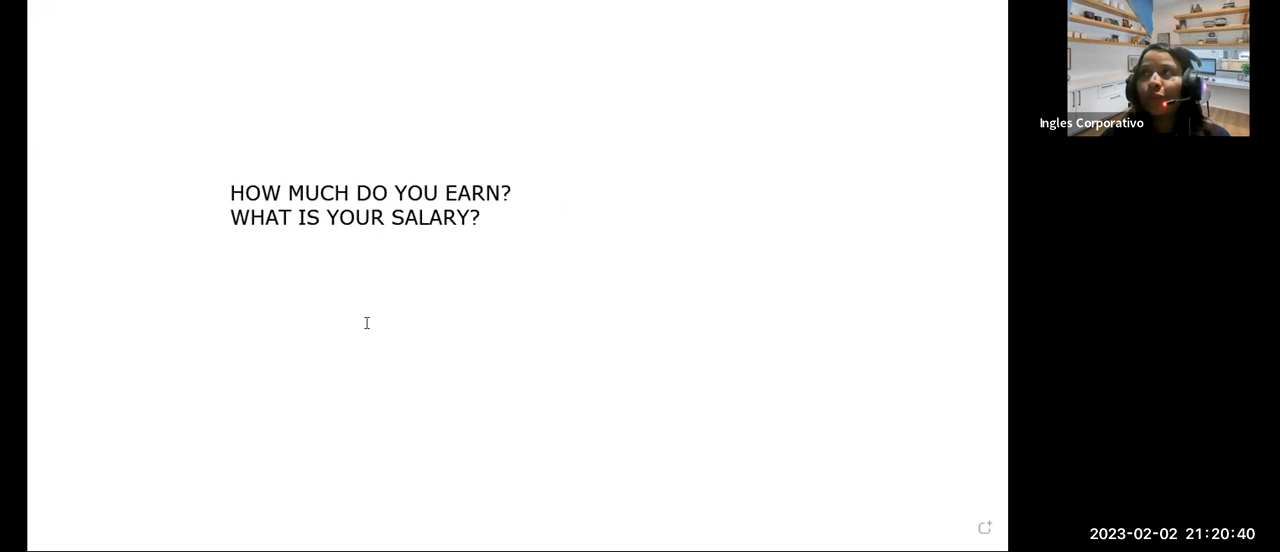 HOW MUCH DO YOU EARN?
WHAT IS YOUR SALARY?
Ingles Corporativo
2023-02-02 21:20:40